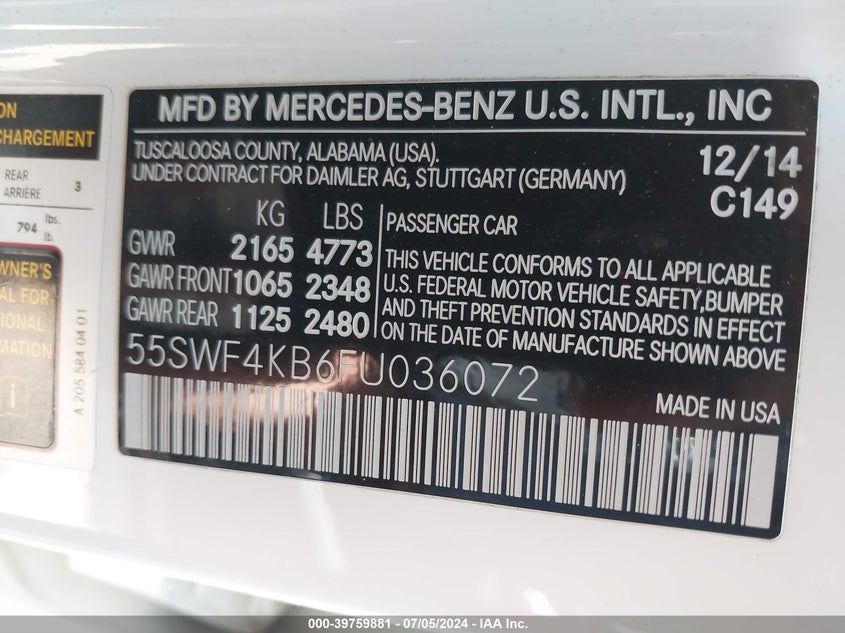 ON
CHARGEMENT
REAR
ARRIÈRE 3
794 lbs.
lb.
WNER'S
AL FOR
TIONAL
MATION
A 205 584 04 01
MFD BY MERCEDES-BENZ U.S. INTL., INC
TUSCALOOSA COUNTY, ALABAMA (USA).
UNDER CONTRACT FOR DAIMLER AG, STUTTGART (GERMANY)
12/14
C149
KG LBS
GVWR 2165 4773
GAWR FRONT 1065 2348
GAWR REAR 1125 2480
PASSENGER CAR
THIS VEHICLE CONFORMS TO ALL APPLICABLE
U.S. FEDERAL MOTOR VEHICLE SAFETY,BUMPER
AND THEFT PREVENTION STANDARDS IN EFFECT
ON THE DATE OF MANUFACTURE SHOWN ABOVE
55SWF4KB6FU036072
MADE IN USA
000-39759881 - 07/05/2024 - IAA Inc.